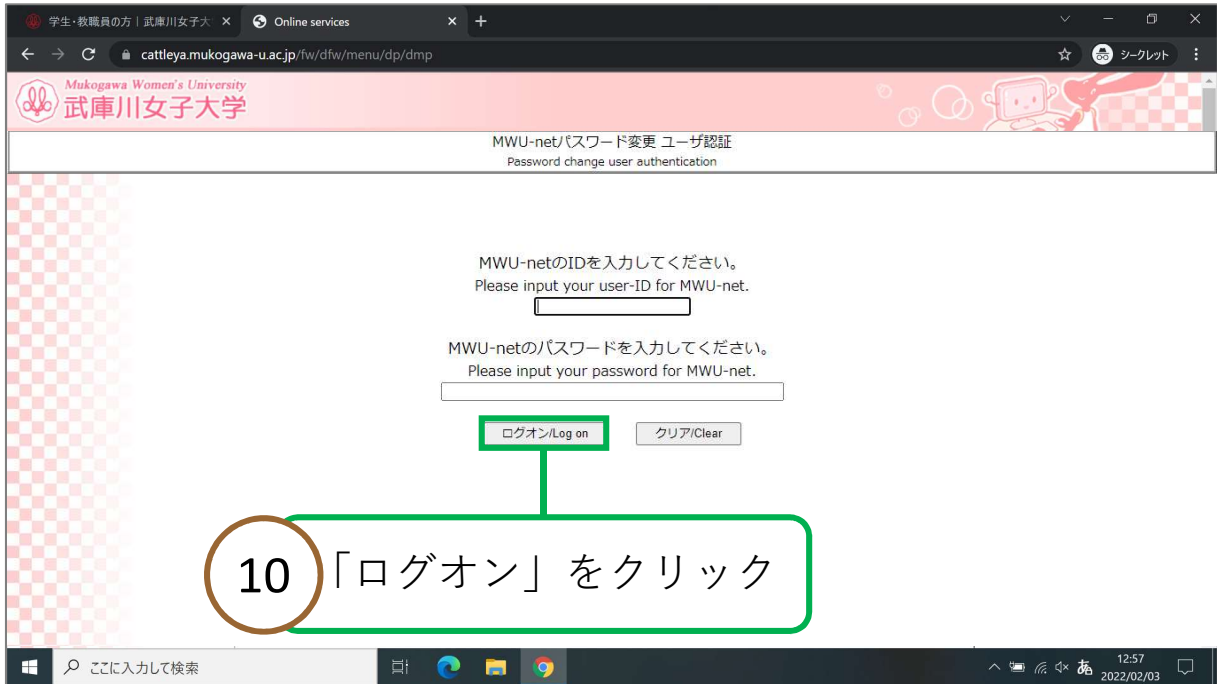 学生・教職員の方｜武庫川女子大
Online services
cattleya.mukogawa-u.ac.jp/fw/dfw/menu/dp/dmp
シークレット
Mukogawa Women's University
武庫川女子大学
MWU-netパスワード変更 ユーザ認証
Password change user authentication
MWU-netのIDを入力してください。
Please input your user-ID for MWU-net.
MWU-netのパスワードを入力してください。
Please input your password for MWU-net.
ログオン/Log on
クリア/Clear
10 「ログオン」をクリック
ここに入力して検索
あ
12:57
2022/02/03